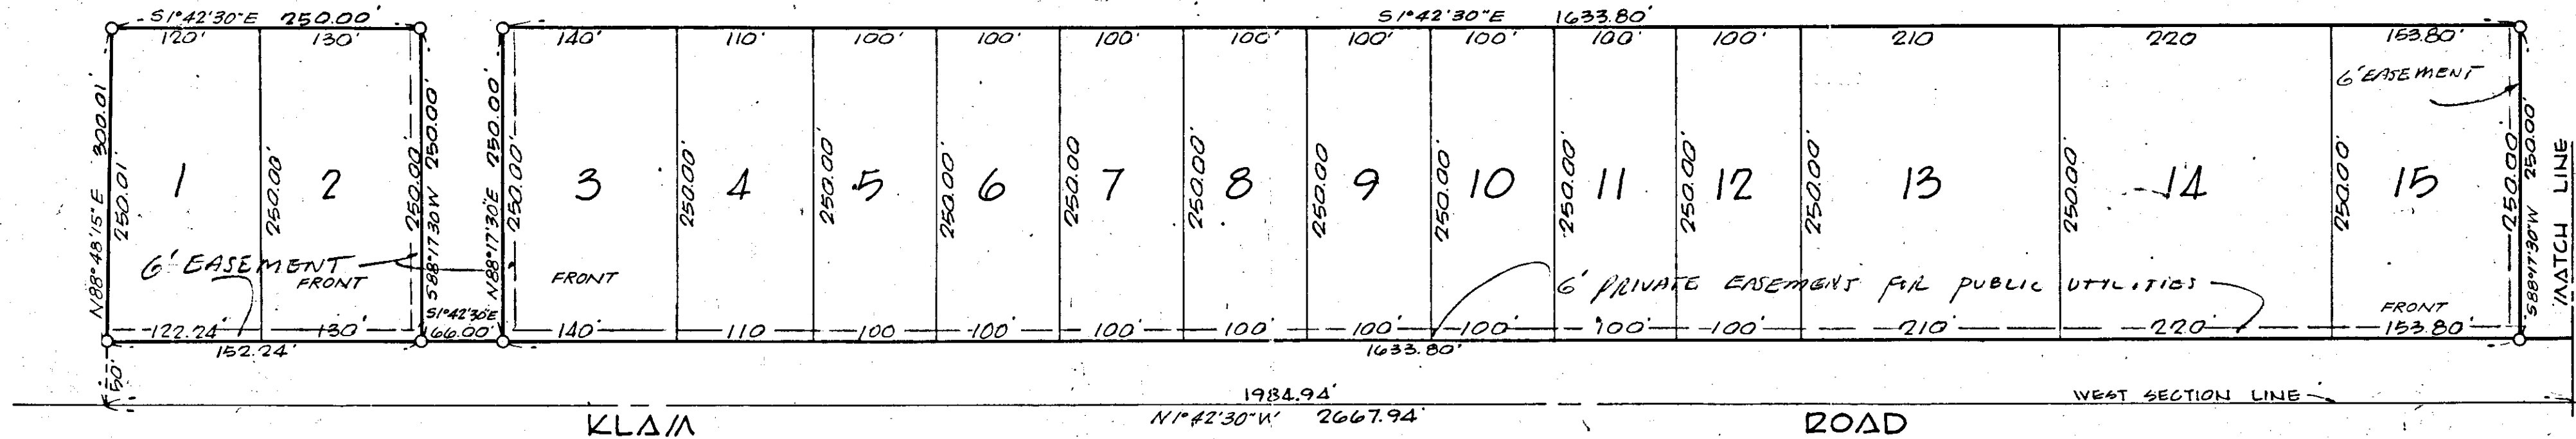 S1°42'30"E 250.00' S1°42'30"E 1633.80'
120' 130' 140' 110' 100' 100' 100' 100' 100' 100' 100' 100' 210 220 153.80'
6' EASEMENT
N88°48'15"E 300.01'
250.01'
250.00'
250.00'
S88°17'30W 250.00'
N88°17'30"E 250.00'
250.00'
250.00'
250.00'
250.00'
250.00
250.00'
250.00
250.00'
250.00'
250.00'
250.00'
250.00'
250.00'
250.00'
S88°17'30"W 250.00'
MATCH LINE
1 2 3 4 5 6 7 8 9 10 11 12 13 14 15
6' EASEMENT
FRONT
FRONT
6' PRIVATE EASEMENT FOR PUBLIC UTILITIES
FRONT
S1°42'30"E
66.00'
122.24' 130' 140' 110 100 100' 100' 100' 100' 100' 100' 100' 210' 220' 153.80'
152.24' 1633.80'
50'
1984.94'
WEST SECTION LINE
N1°42'30"W 2667.94'
KLAM ROAD